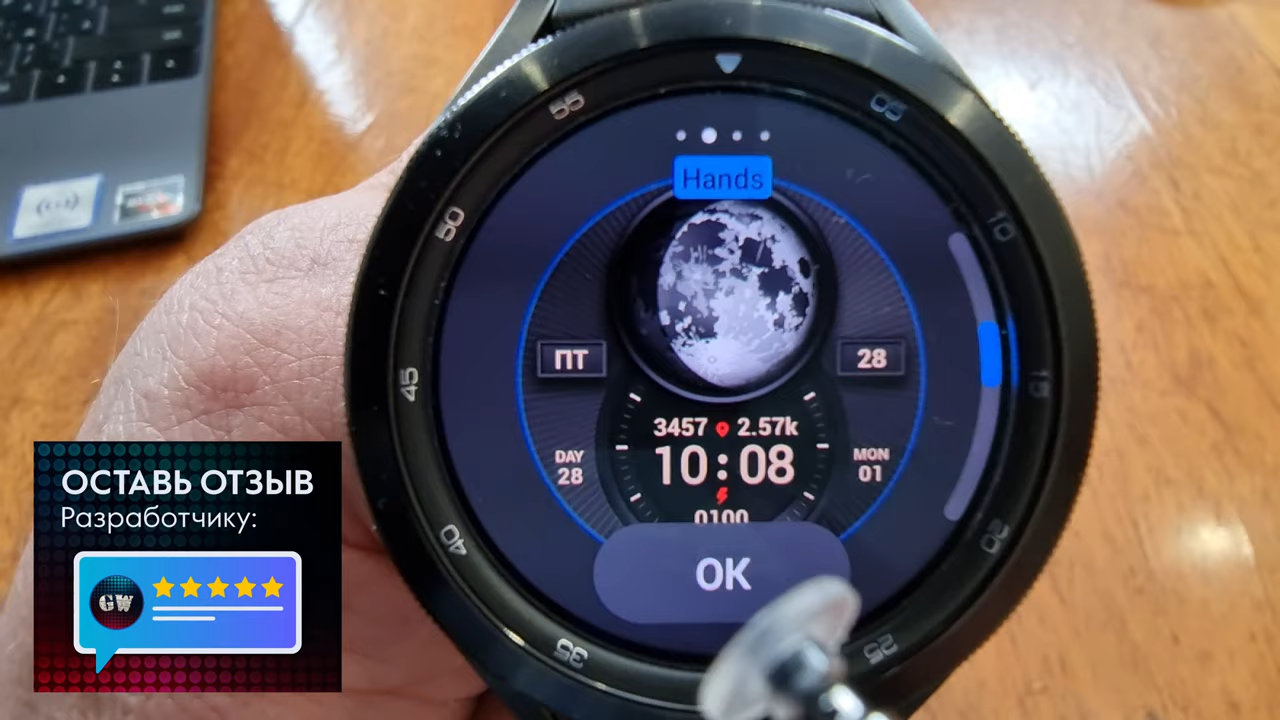 55
05
50
Hands
10
ПТ
28
45
15
3457 2.57k
DAY
28
10:08
MON
01
0100
40
20
OK
35
25
ОСТАВЬ ОТЗЫВ
Разработчику:
GW